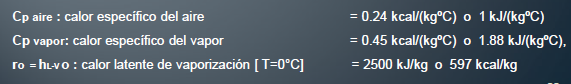 Cp aire : calor específico del aire = 0.24 kcal/(kgºC) o 1 kJ/(kgºC)
Cp vapor: calor específico del vapor = 0.45 kcal/(kgºC) o 1.88 kJ/(kgºC),
ro = hL-V o : calor latente de vaporización [ T=0°C] = 2500 kJ/kg o 597 kcal/kg